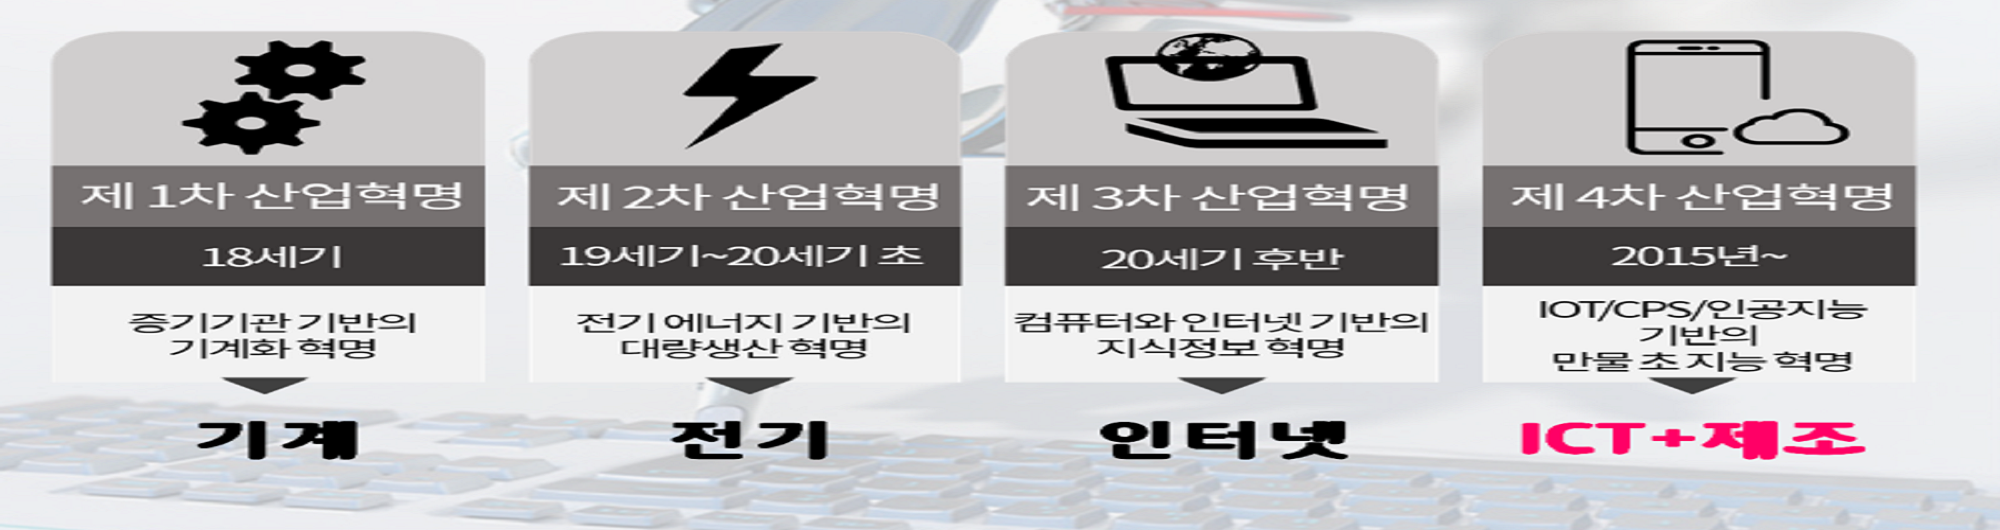 제 1차 산업혁명
18세기
증기기관 기반의
기계화 혁명
기계
제 2차 산업혁명
19세기~20세기 초
전기 에너지 기반의
대량생산 혁명
전기
제 3차 산업혁명
20세기 후반
컴퓨터와 인터넷 기반의
지식정보 혁명
인터넷
제 4차 산업혁명
2015년~
IOT/CPS/인공지능
기반의
만물 초 지능 혁명
ICT+제조